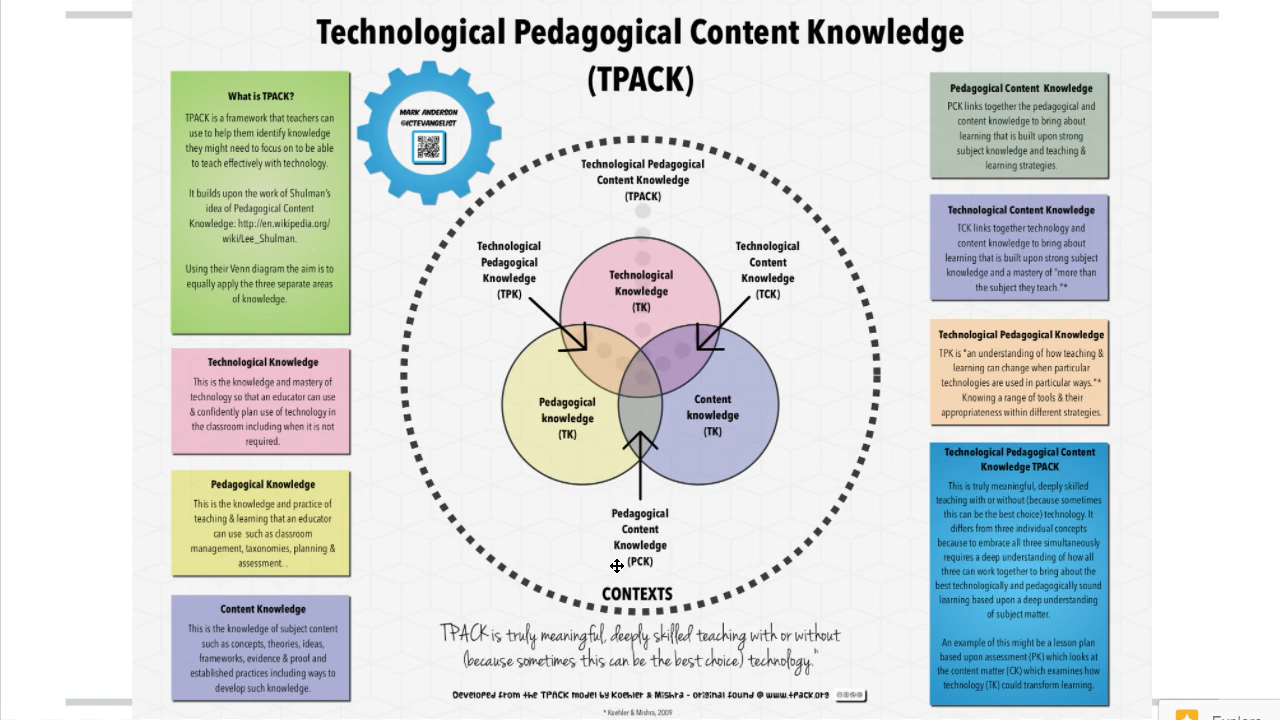 Technological Pedagogical Content Knowledge
(TPACK)
What is TPACK?
TPACK is a framework that teachers can
use to help them identify knowledge
they might need to focus on to be able
to teach effectively with technology.
It builds upon the work of Shulman's
idea of Pedagogical Content
Knowledge: http://en.wikipedia.org/
wiki/Lee_Shulman.
Using their Venn diagram the aim is to
equally apply the three separate areas
of knowledge.
Technological Knowledge
This is the knowledge and mastery of
technology so that an educator can use
& confidently plan use of technology in
the classroom including when it is not
required.
Pedagogical Knowledge
This is the knowledge and practice of
teaching & learning that an educator
can use such as classroom
management, taxonomies, planning &
assessment. .
Content Knowledge
This is the knowledge of subject content
such as concepts, theories, ideas,
frameworks, evidence & proof and
established practices including ways to
develop such knowledge.
MARK ANDERSON
@ICTEVANGELIST
Technological Pedagogical
Content Knowledge
(TPACK)
Technological
Pedagogical
Knowledge
(TPK)
Technological
Content
Knowledge
(TCK)
Technological
Knowledge
(TK)
Pedagogical
knowledge
(TK)
Content
knowledge
(TK)
Pedagogical
Content
Knowledge
(PCK)
CONTEXTS
TPACK is truly meaningful, deeply skilled teaching with or without
(because sometimes this can be the best choice) technology."
Developed from the TPACK model by Koehler & Mishra - original found @ www.tpack.org
* Koehler & Mishra, 2009
Pedagogical Content Knowledge
PCK links together the pedagogical and
content knowledge to bring about
learning that is built upon strong
subject knowledge and teaching &
learning strategies.
Technological Content Knowledge
TCK links together technology and
content knowledge to bring about
learning that is built upon strong subject
knowledge and a mastery of "more than
the subject they teach."*
Technological Pedagogical Knowledge
TPK is "an understanding of how teaching &
learning can change when particular
technologies are used in particular ways."*
Knowing a range of tools & their
appropriateness within different strategies.
Technological Pedagogical Content
Knowledge TPACK
This is truly meaningful, deeply skilled
teaching with or without (because sometimes
this can be the best choice) technology. It
differs from three individual concepts
because to embrace all three simultaneously
requires a deep understanding of how all
three can work together to bring about the
best technologically and pedagogically sound
learning based upon a deep understanding
of subject matter.
An example of this might be a lesson plan
based upon assessment (PK) which looks at
the content matter (CK) which examines how
technology (TK) could transform learning.